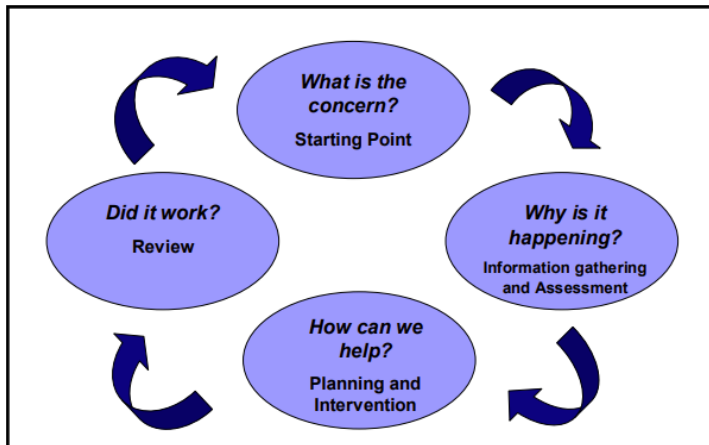 What is the
concern?
Starting Point
Why is it
happening?
Information gathering
and Assessment
How can we
help?
Planning and
Intervention
Did it work?
Review